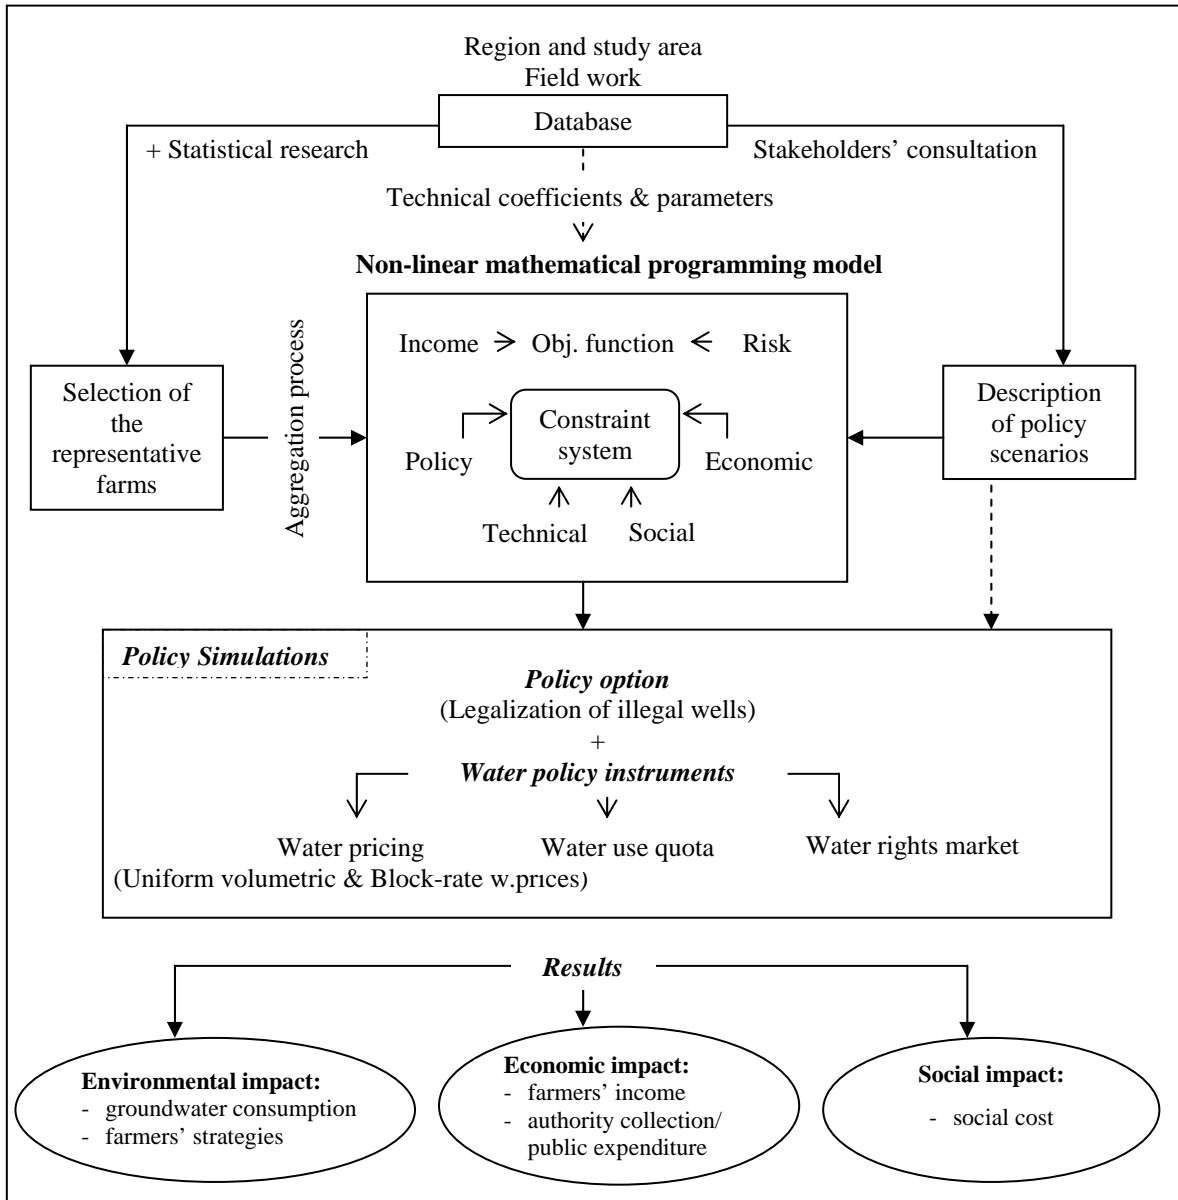 Region and study area
Field work
Database
+ Statistical research
Stakeholders’ consultation
Technical coefficients & parameters
Non-linear mathematical programming model
Selection of
the
representative
farms
Aggregation process
Income
Obj. function
Risk
Constraint
system
Policy
Economic
Technical
Social
Description
of policy
scenarios
Policy Simulations
Policy option
(Legalization of illegal wells)
+
Water policy instruments
Water pricing
(Uniform volumetric & Block-rate w.prices)
Water use quota
Water rights market
Results
Environmental impact:
- groundwater consumption
- farmers’ strategies
Economic impact:
- farmers’ income
- authority collection/
public expenditure
Social impact:
- social cost